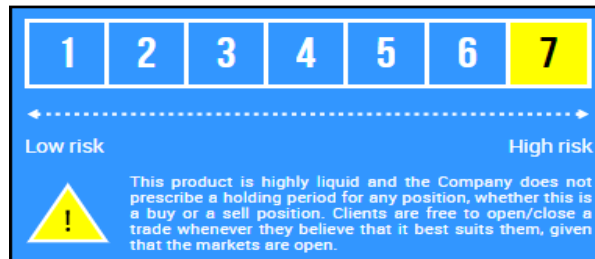 1 2 3 4 5 6 7
Low risk High risk
This product is highly liquid and the Company does not
prescribe a holding period for any position, whether this is
a buy or a sell position. Clients are free to open/close a
trade whenever they believe that it best suits them, given
that the markets are open.
!